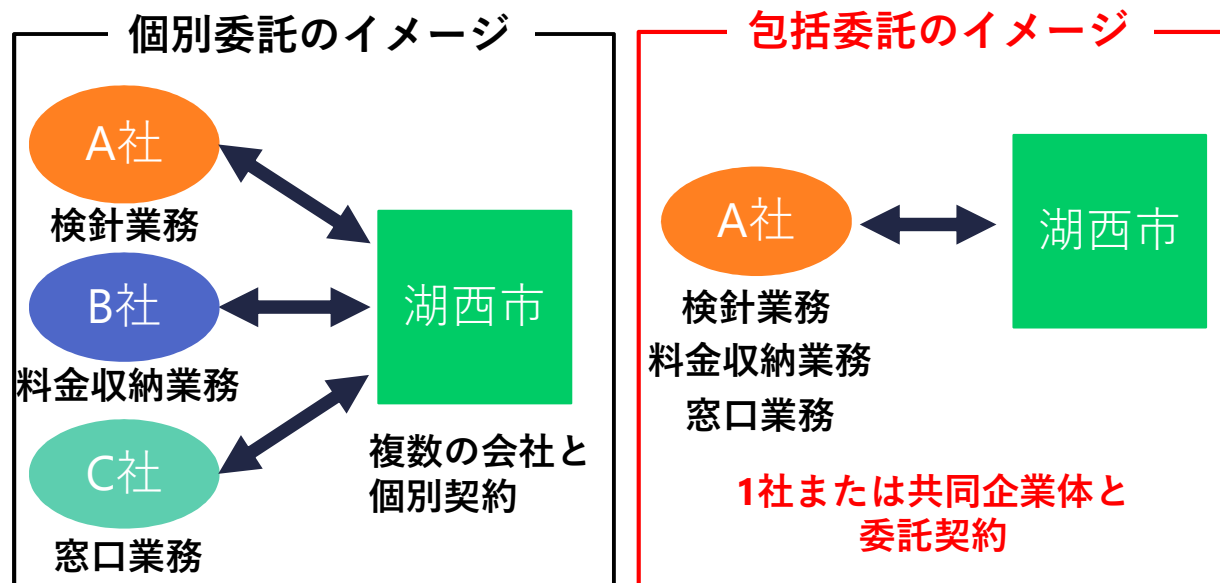 個別委託のイメージ
A社
検針業務
B社
料金収納業務
C社
窓口業務
湖西市
複数の会社と
個別契約
包括委託のイメージ
A社
検針業務
料金収納業務
窓口業務
湖西市
1社または共同企業体と
委託契約